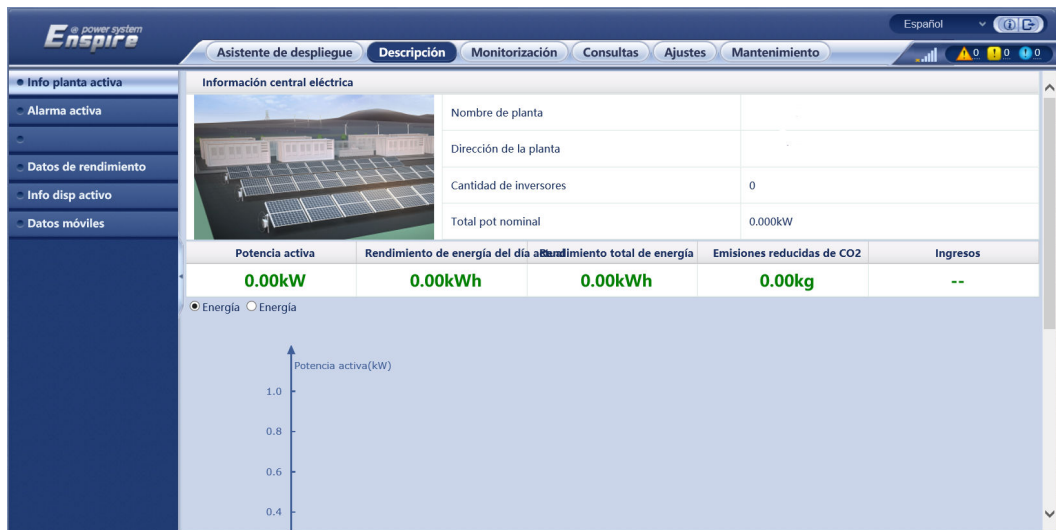 Enspire e power system
Español
Asistente de despliegue Descripción Monitorización Consultas Ajustes Mantenimiento
0 0 0
Info planta activa
Alarma activa
Datos de rendimiento
Info disp activo
Datos móviles
Información central eléctrica
Nombre de planta
Dirección de la planta
Cantidad de inversores 0
Total pot nominal 0.000kW
Potencia activa Rendimiento de energía del día Rendimiento total de energía Emisiones reducidas de CO2 Ingresos
0.00kW 0.00kWh 0.00kWh 0.00kg --
Energía Energía
Potencia activa(kW)
1.0
0.8
0.6
0.4